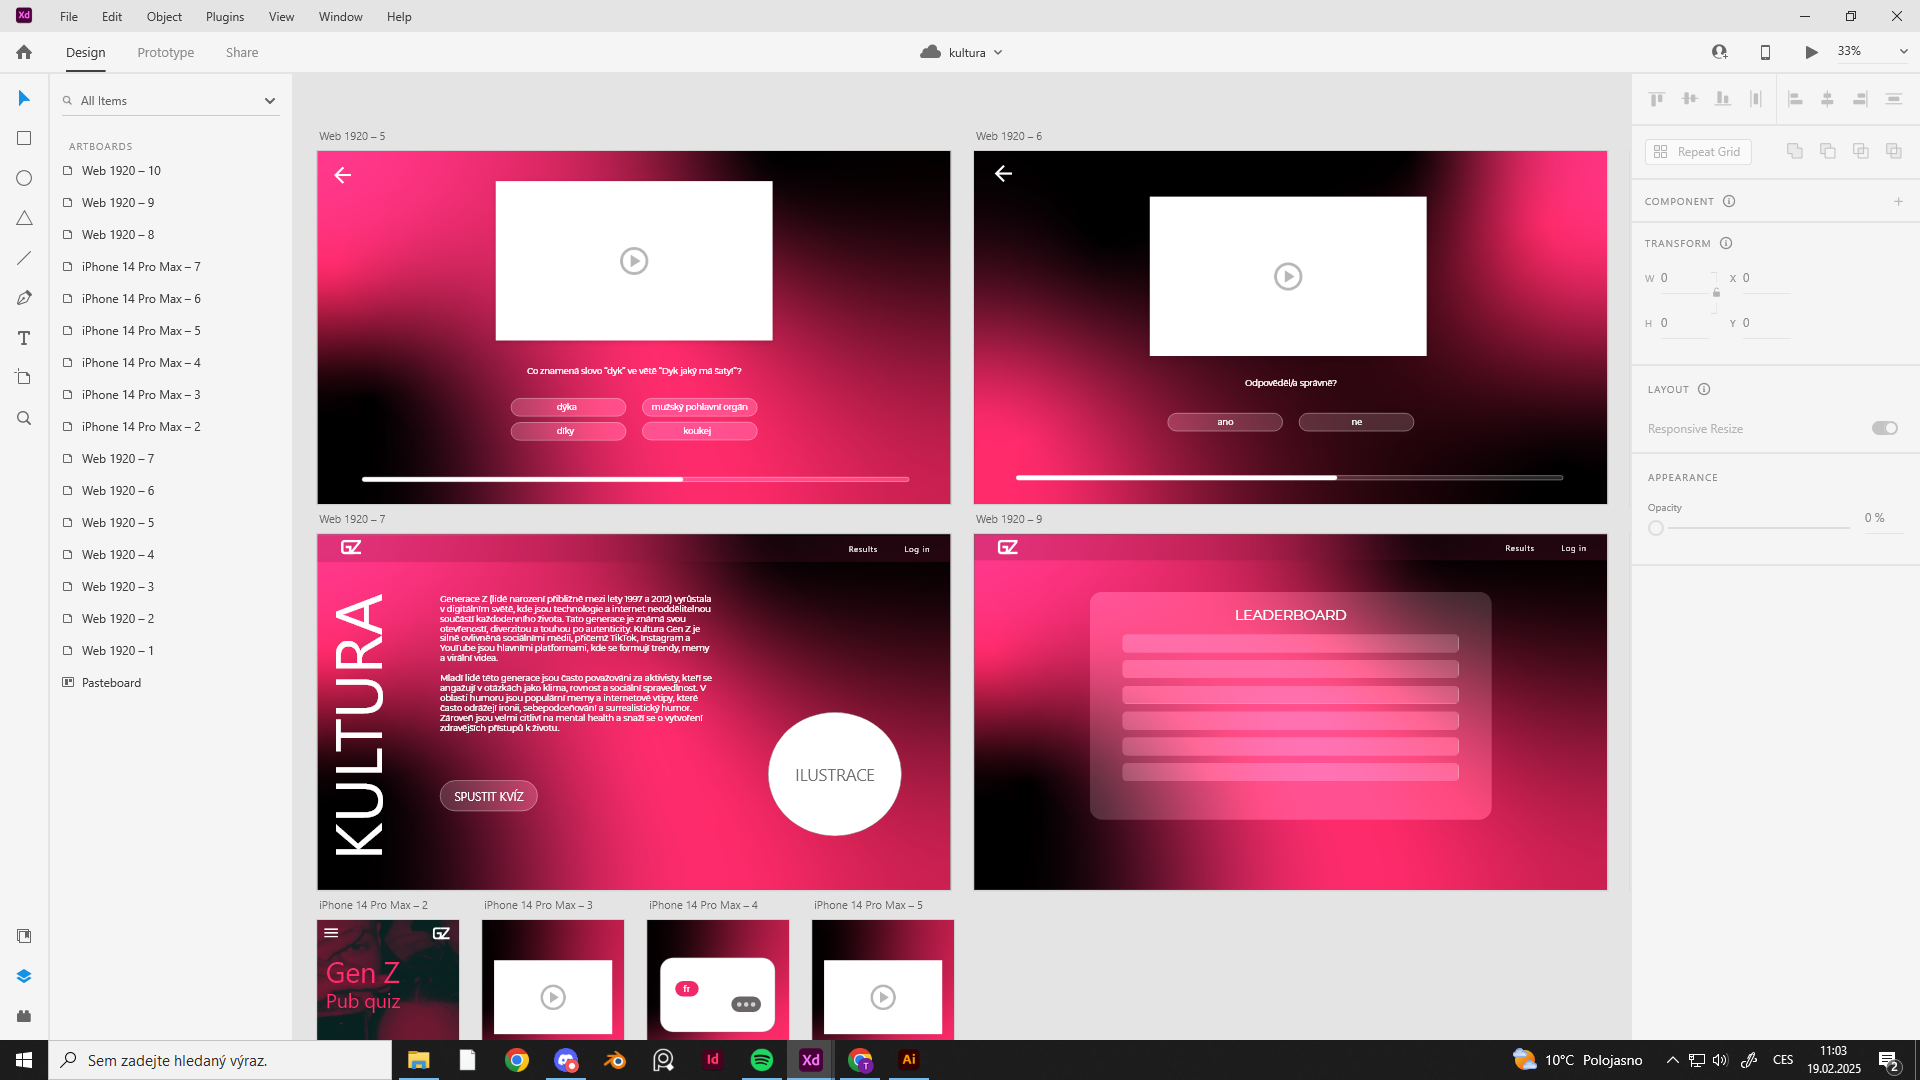 Xd File Edit Object Plugins View Window Help
Design Prototype Share
kultura
33%
All Items
ARTBOARDS
Web 1920 – 10
Web 1920 – 9
Web 1920 – 8
iPhone 14 Pro Max – 7
iPhone 14 Pro Max – 6
iPhone 14 Pro Max – 5
iPhone 14 Pro Max – 4
iPhone 14 Pro Max – 3
iPhone 14 Pro Max – 2
Web 1920 – 7
Web 1920 – 6
Web 1920 – 5
Web 1920 – 4
Web 1920 – 3
Web 1920 – 2
Web 1920 – 1
Pasteboard
Web 1920 – 5
Co znamená slovo "dyk" ve větě "Dyk jaký má šaty!"?
dýka
mužský pohlavní orgán
díky
koukej
Web 1920 – 6
Odpověděl/a správně?
ano
ne
Web 1920 – 7
GZ
Results Log in
KULTURA
Generace Z (lidé narození přibližně mezi lety 1997 a 2012) vyrůstala
v digitálním světě, kde jsou technologie a internet neoddělitelnou
součástí každodenního života. Tato generace je známá svou
otevřeností, diverzitou a touhou po autenticity. Kultura Gen Z je
silně ovlivněná sociálními médii, přičemž TikTok, Instagram a
YouTube jsou hlavními platformami, kde se formují trendy, memy
a virální videa.
Mladí lidé této generace jsou často považováni za aktivisty, kteří se
angažují v otázkách jako klima, rovnost a sociální spravedlnost. V
oblasti humoru jsou populární memy a internetové vtipy, které
často odrážejí ironii, sebepodceňování a surrealistický humor.
Zároveň jsou velmi citliví na mental health a snaží se o vytvoření
zdravějších přístupů k životu.
SPUSTIT KVÍZ
ILUSTRACE
Web 1920 – 9
GZ
Results Log in
LEADERBOARD
iPhone 14 Pro Max – 2
GZ
Gen Z
Pub quiz
iPhone 14 Pro Max – 3
iPhone 14 Pro Max – 4
fr
iPhone 14 Pro Max – 5
Repeat Grid
COMPONENT
TRANSFORM
W 0 X 0
H 0 Y 0
LAYOUT
Responsive Resize
APPEARANCE
Opacity
0 %
Sem zadejte hledaný výraz.
Id
Xd
T
Ai
10°C Polojasno
CES
11:03
19.02.2025
2